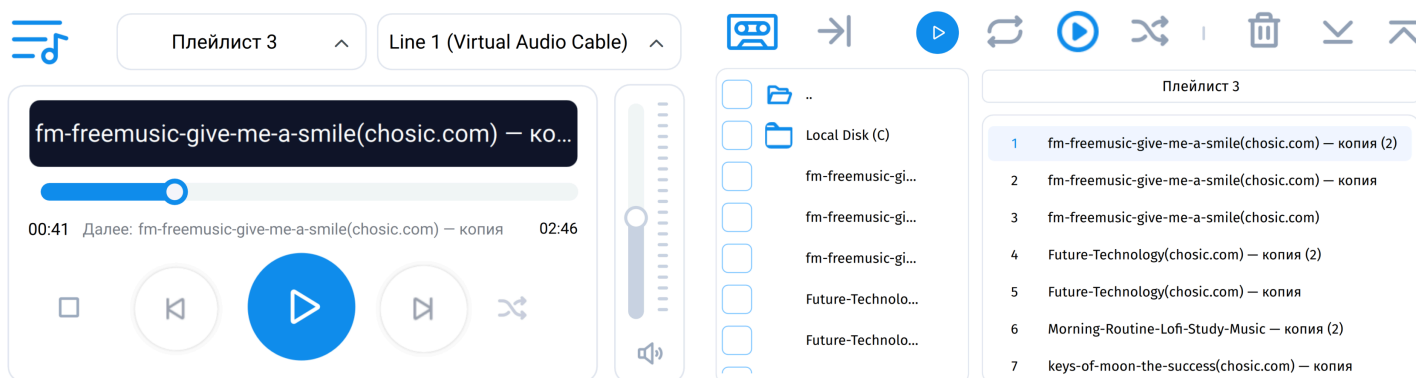 Плейлист 3
Line 1 (Virtual Audio Cable)
fm-freemusic-give-me-a-smile(chosic.com) — ко...
00:41 Далее: fm-freemusic-give-me-a-smile(chosic.com) — копия 02:46
..
Local Disk (C)
fm-freemusic-gi...
fm-freemusic-gi...
fm-freemusic-gi...
Future-Technolo...
Future-Technolo...
Плейлист 3
1 fm-freemusic-give-me-a-smile(chosic.com) — копия (2)
2 fm-freemusic-give-me-a-smile(chosic.com) — копия
3 fm-freemusic-give-me-a-smile(chosic.com)
4 Future-Technology(chosic.com) — копия (2)
5 Future-Technology(chosic.com) — копия
6 Morning-Routine-Lofi-Study-Music — копия (2)
7 keys-of-moon-the-success(chosic.com) — копия